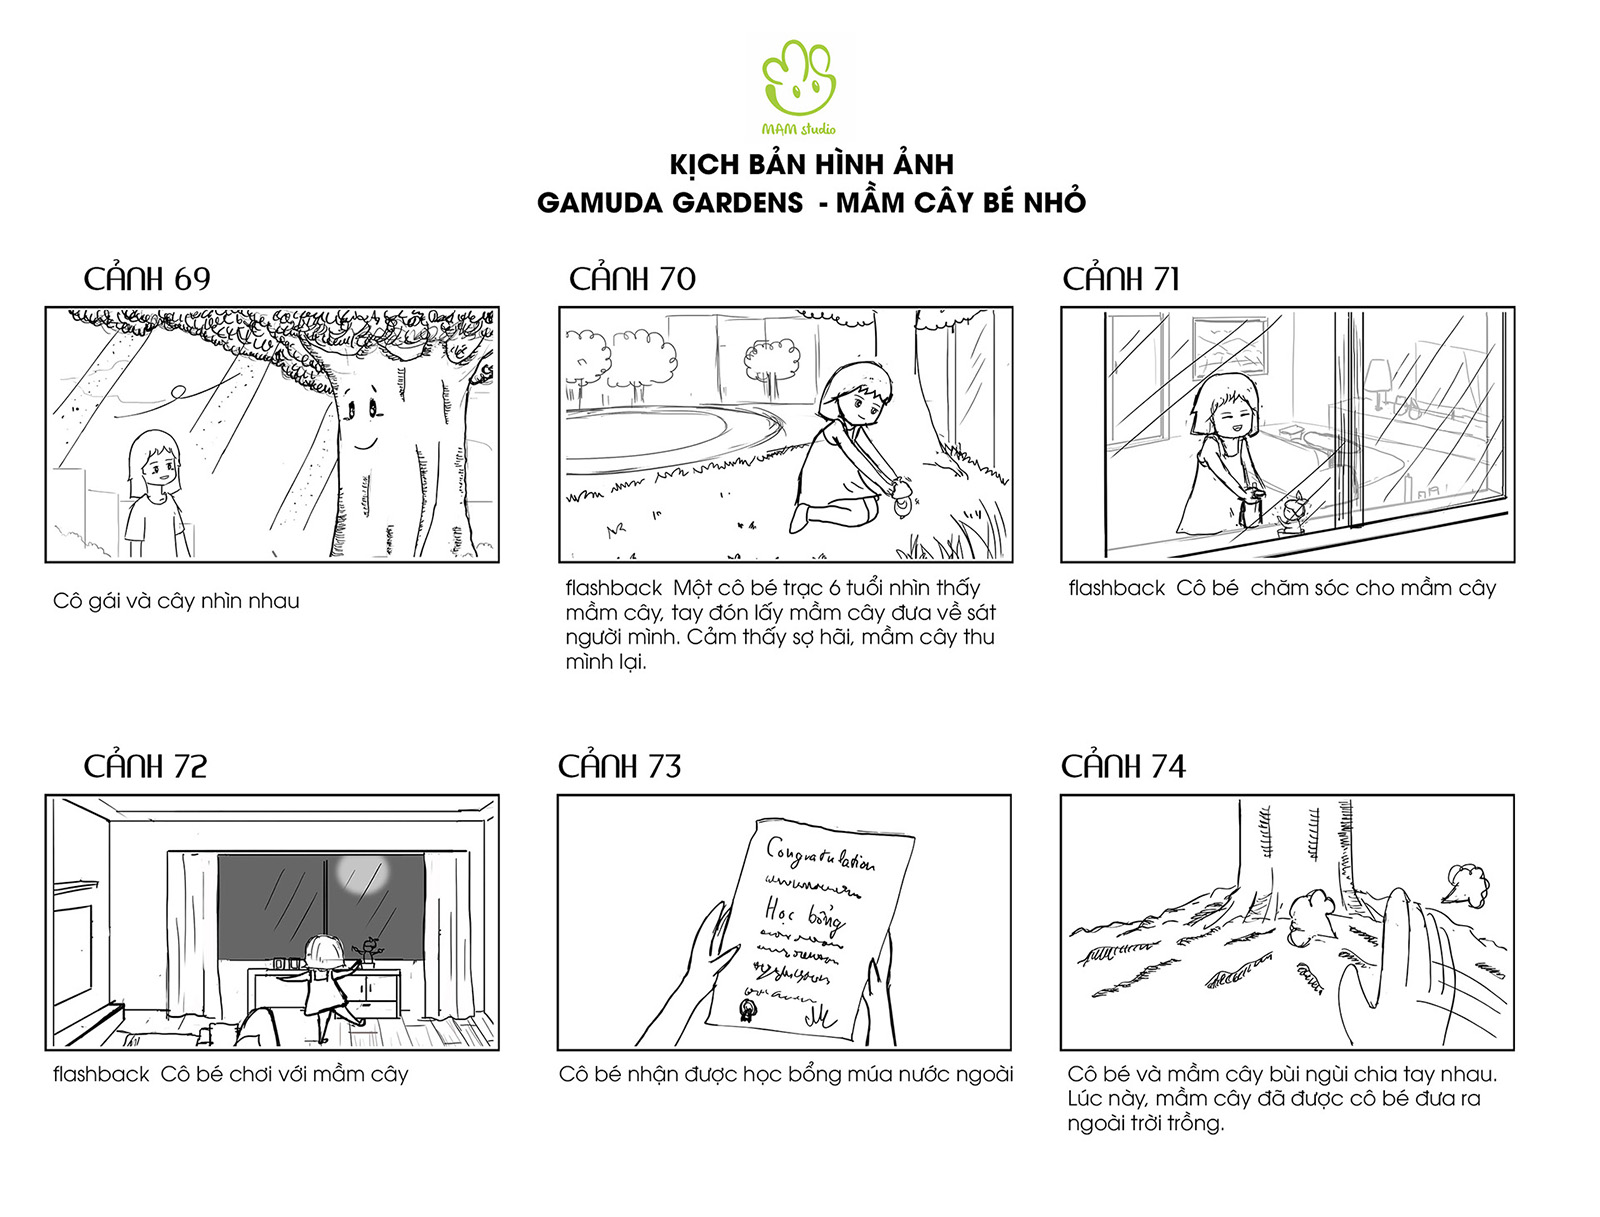 MAM studio
KỊCH BẢN HÌNH ẢNH
GAMUDA GARDENS - MẦM CÂY BÉ NHỎ
CẢNH 69
Cô gái và cây nhìn nhau
CẢNH 70
flashback Một cô bé trạc 6 tuổi nhìn thấy
mầm cây, tay đón lấy mầm cây đưa về sát
người mình. Cảm thấy sợ hãi, mầm cây thu
mình lại.
CẢNH 71
flashback Cô bé chăm sóc cho mầm cây
CẢNH 72
flashback Cô bé chơi với mầm cây
CẢNH 73
Congratulation
Học bổng
Cô bé nhận được học bổng múa nước ngoài
CẢNH 74
Cô bé và mầm cây bùi ngùi chia tay nhau.
Lúc này, mầm cây đã được cô bé đưa ra
ngoài trời trồng.